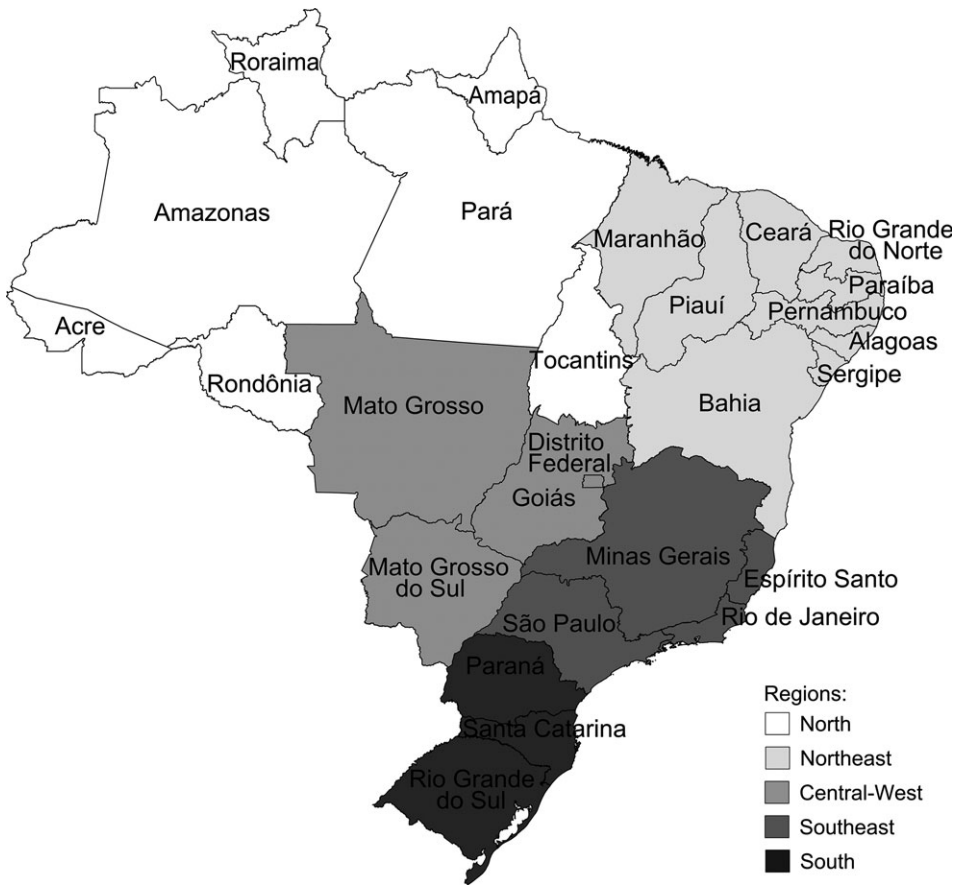 Roraima
Amapá
Amazonas
Pará
Maranhão
Ceará
Rio Grande
do Norte
Paraíba
Piauí
Pernambuco
Acre
Alagoas
Tocantins
Sergipe
Rondônia
Mato Grosso
Bahia
Distrito
Federal
Goiás
Minas Gerais
Mato Grosso
do Sul
Espírito Santo
São Paulo
Rio de Janeiro
Paraná
Santa Catarina
Rio Grande
do Sul
Regions:
North
Northeast
Central-West
Southeast
South